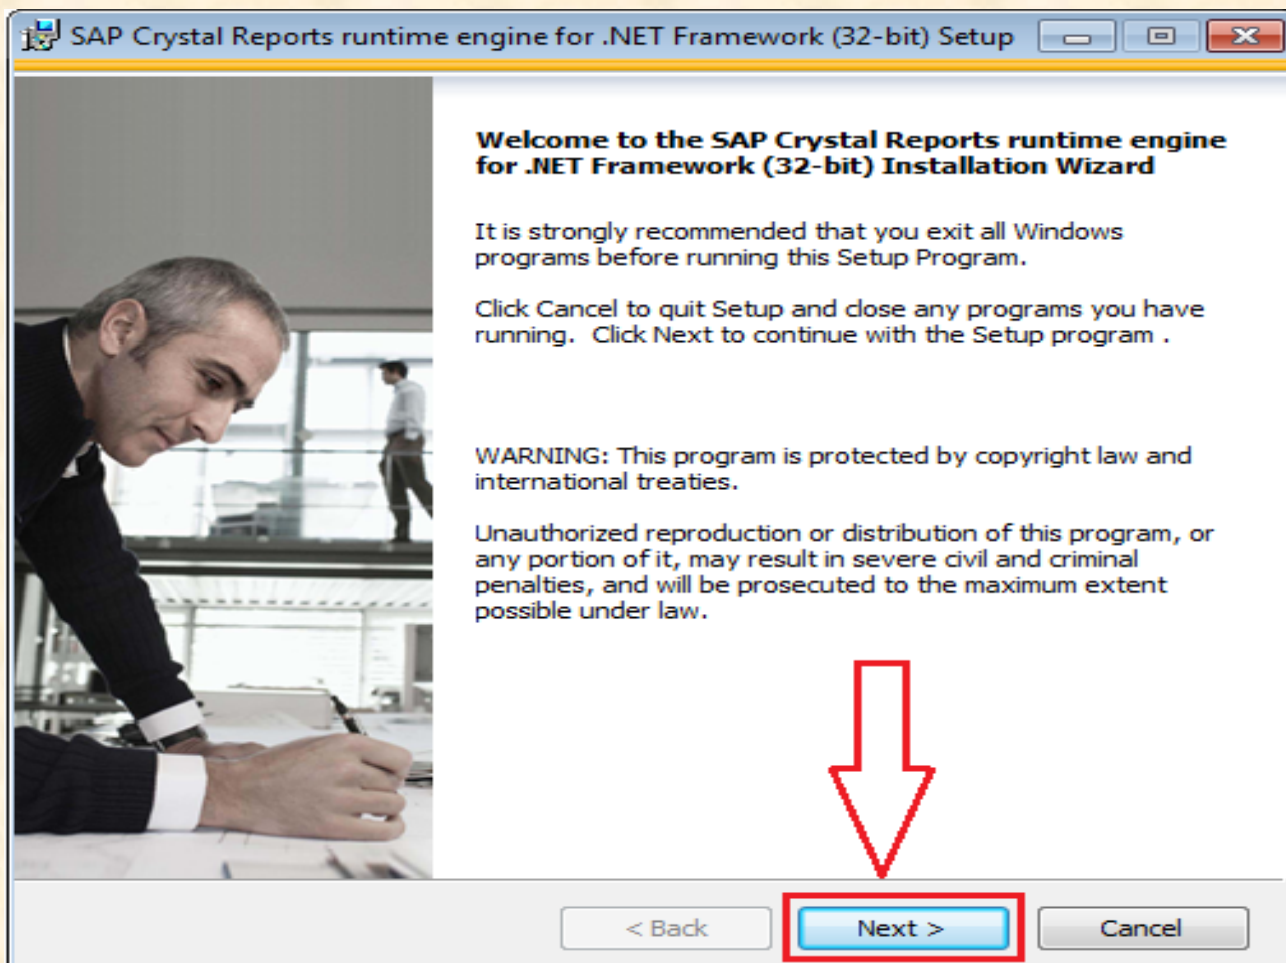 SAP Crystal Reports runtime engine for .NET Framework (32-bit) Setup
Welcome to the SAP Crystal Reports runtime engine
for .NET Framework (32-bit) Installation Wizard
It is strongly recommended that you exit all Windows
programs before running this Setup Program.
Click Cancel to quit Setup and close any programs you have
running.  Click Next to continue with the Setup program .
WARNING: This program is protected by copyright law and
international treaties.
Unauthorized reproduction or distribution of this program, or
any portion of it, may result in severe civil and criminal
penalties, and will be prosecuted to the maximum extent
possible under law.
< Back Next > Cancel